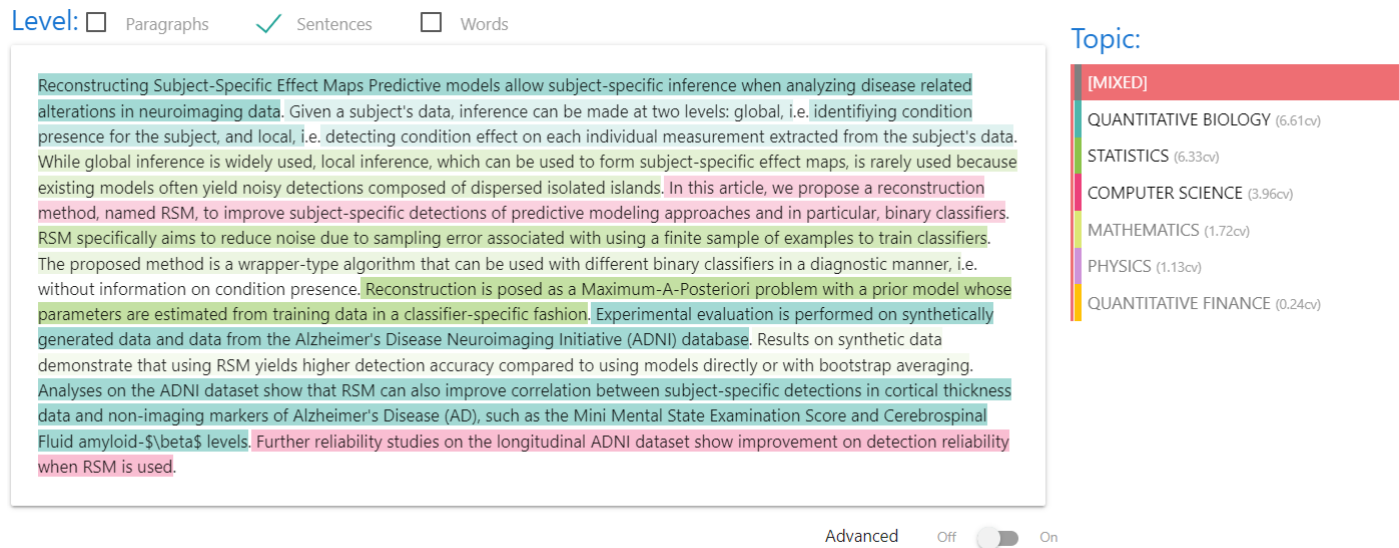 Level: Paragraphs Sentences Words
Reconstructing Subject-Specific Effect Maps Predictive models allow subject-specific inference when analyzing disease related
alterations in neuroimaging data. Given a subject's data, inference can be made at two levels: global, i.e. identifiying condition
presence for the subject, and local, i.e. detecting condition effect on each individual measurement extracted from the subject's data.
While global inference is widely used, local inference, which can be used to form subject-specific effect maps, is rarely used because
existing models often yield noisy detections composed of dispersed isolated islands. In this article, we propose a reconstruction
method, named RSM, to improve subject-specific detections of predictive modeling approaches and in particular, binary classifiers.
RSM specifically aims to reduce noise due to sampling error associated with using a finite sample of examples to train classifiers.
The proposed method is a wrapper-type algorithm that can be used with different binary classifiers in a diagnostic manner, i.e.
without information on condition presence. Reconstruction is posed as a Maximum-A-Posteriori problem with a prior model whose
parameters are estimated from training data in a classifier-specific fashion. Experimental evaluation is performed on synthetically
generated data and data from the Alzheimer's Disease Neuroimaging Initiative (ADNI) database. Results on synthetic data
demonstrate that using RSM yields higher detection accuracy compared to using models directly or with bootstrap averaging.
Analyses on the ADNI dataset show that RSM can also improve correlation between subject-specific detections in cortical thickness
data and non-imaging markers of Alzheimer's Disease (AD), such as the Mini Mental State Examination Score and Cerebrospinal
Fluid amyloid-$\beta$ levels. Further reliability studies on the longitudinal ADNI dataset show improvement on detection reliability
when RSM is used.
Advanced Off On
Topic:
[MIXED]
QUANTITATIVE BIOLOGY (6.61cv)
STATISTICS (6.33cv)
COMPUTER SCIENCE (3.96cv)
MATHEMATICS (1.72cv)
PHYSICS (1.13cv)
QUANTITATIVE FINANCE (0.24cv)